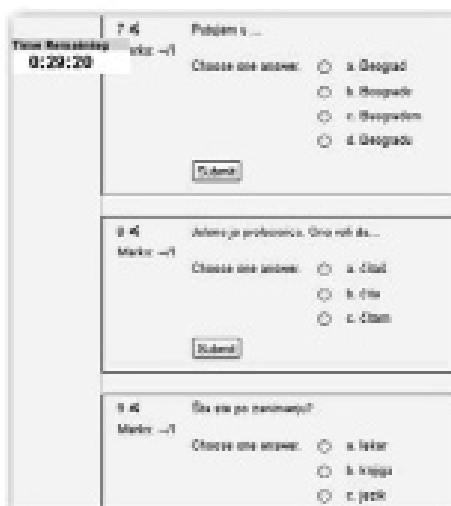 7
Time Remaining
0:29:20
Marks: --/1
Putujem u ...
Choose one answer.
a. Beograd
b. Beograde
c. Beogradom
d. Beogradu
Submit
8
Marks: --/1
je profesorica. Ona voli da...
Choose one answer.
a. čitaš
b. čita
c. čitam
Submit
9
Marks: --/1
Šta ste po zanimanju?
Choose one answer.
a. lekar
b. knjiga
c. jezik